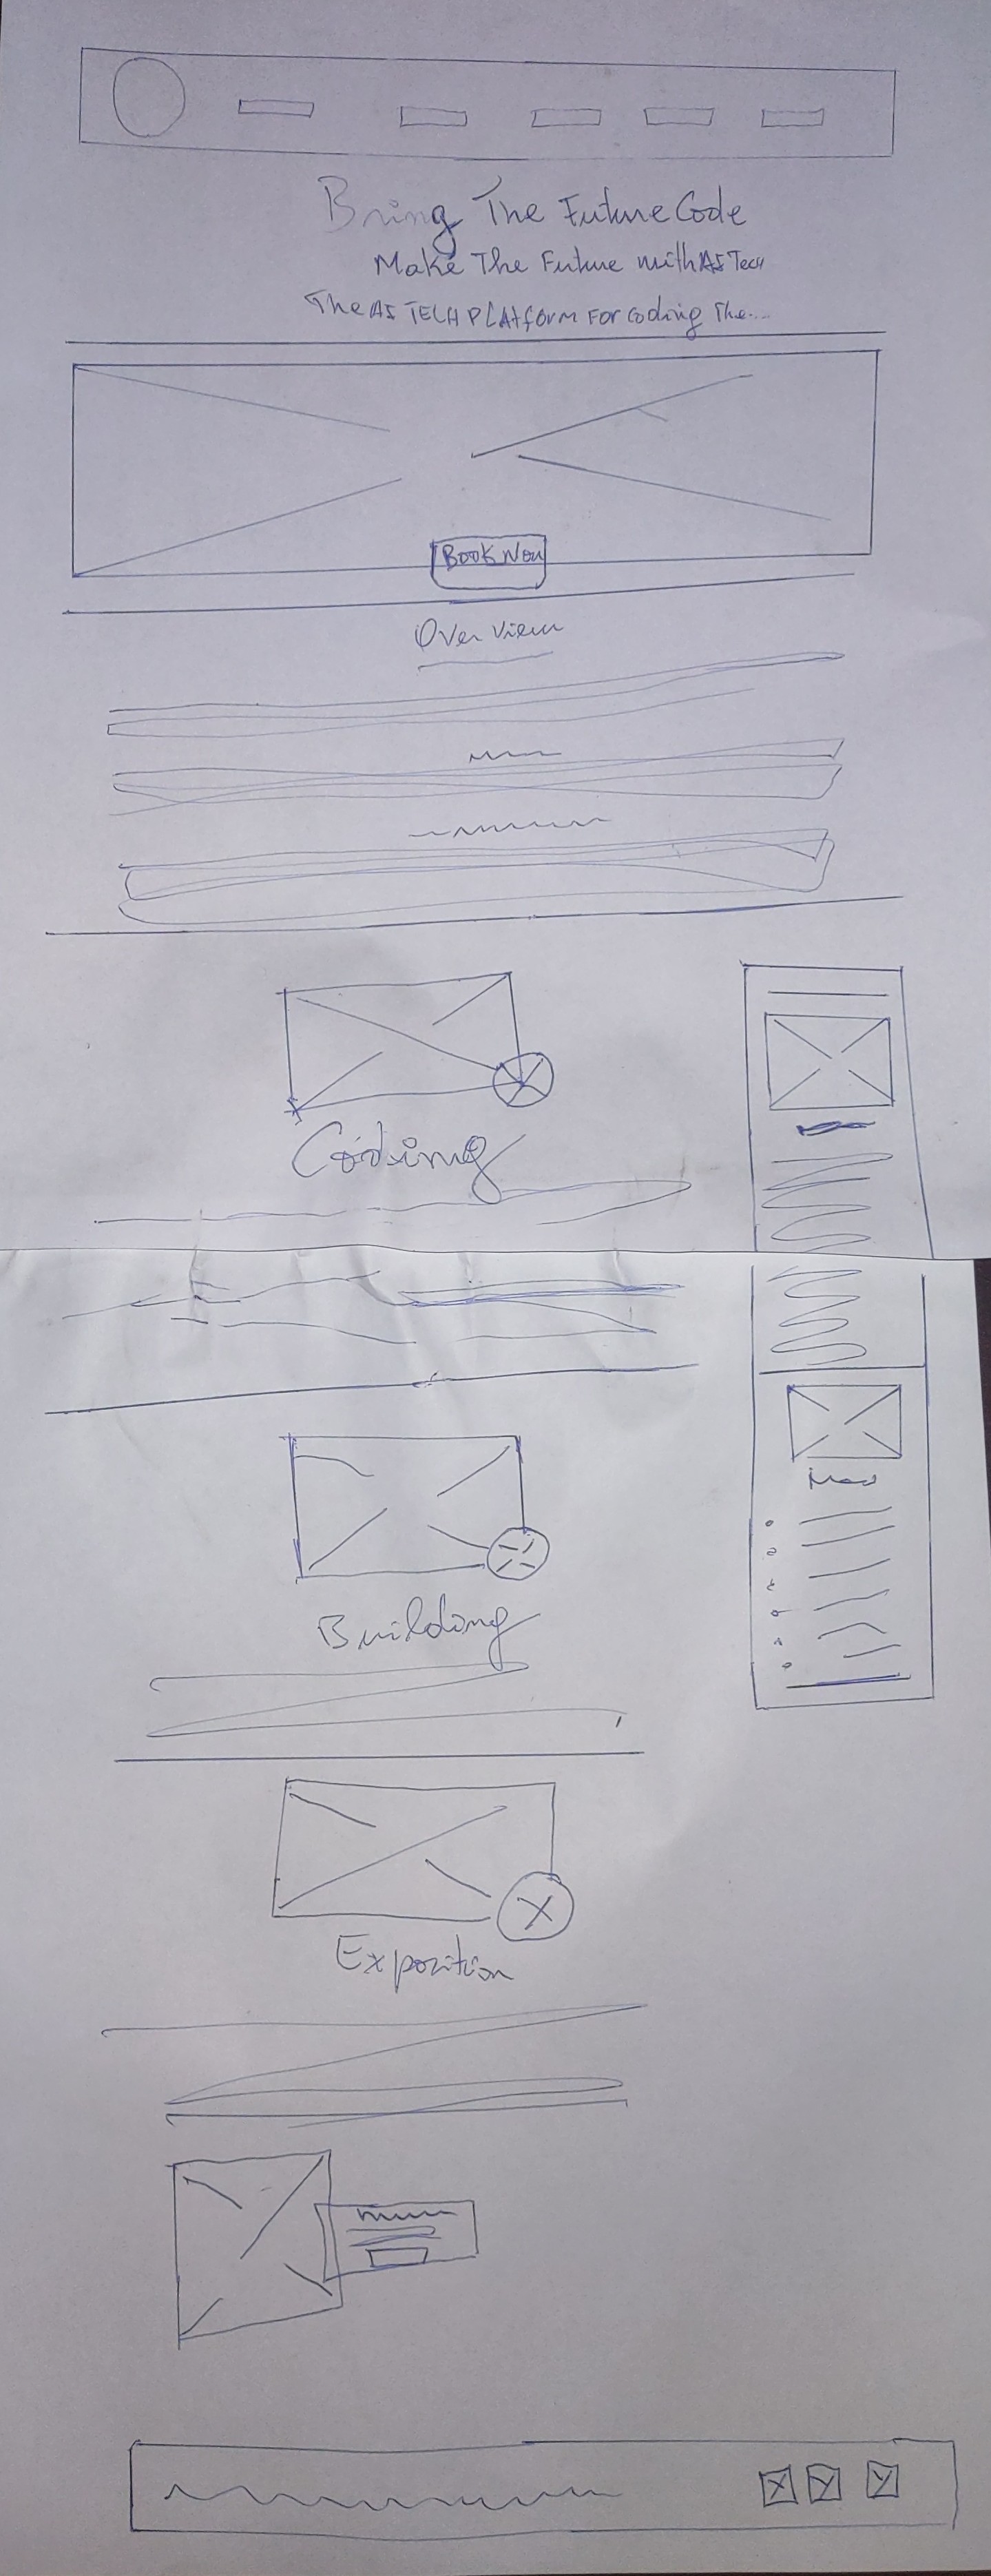 Bring The Future Code
Make The Future with AS Tech
The AS TECH PLAtform For Coding The...
Book Now
Over View
Coding
Building
Exposition